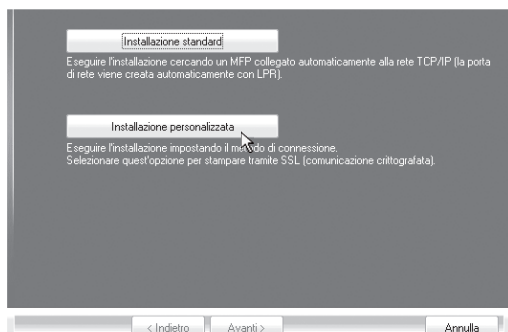 Installazione standard
Eseguire l'installazione cercando un MFP collegato automaticamente alla rete TCP/IP (la porta
di rete viene creata automaticamente con LPR).
Installazione personalizzata
Eseguire l'installazione impostando il metodo di connessione.
Selezionare quest'opzione per stampare tramite SSL (comunicazione crittografata).
< Indietro
Avanti >
Annulla